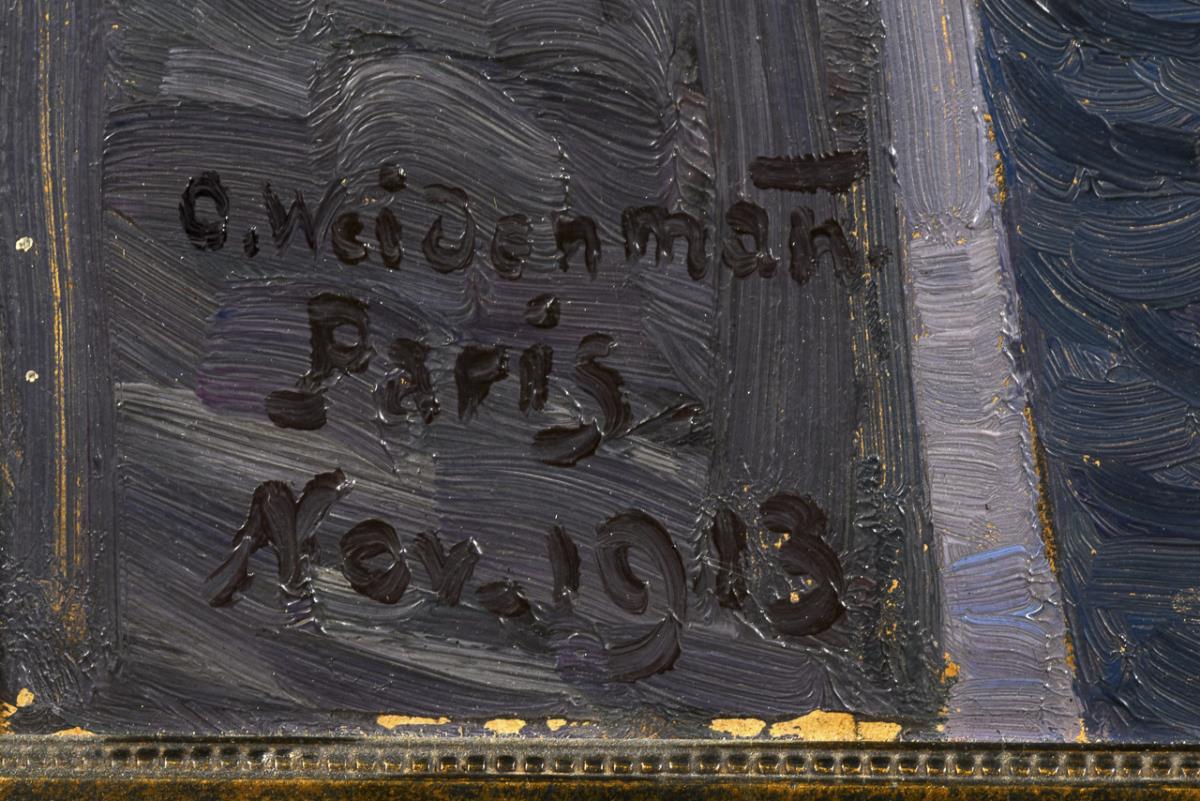 O. Weidenman̄.
Paris
Nov. 1913